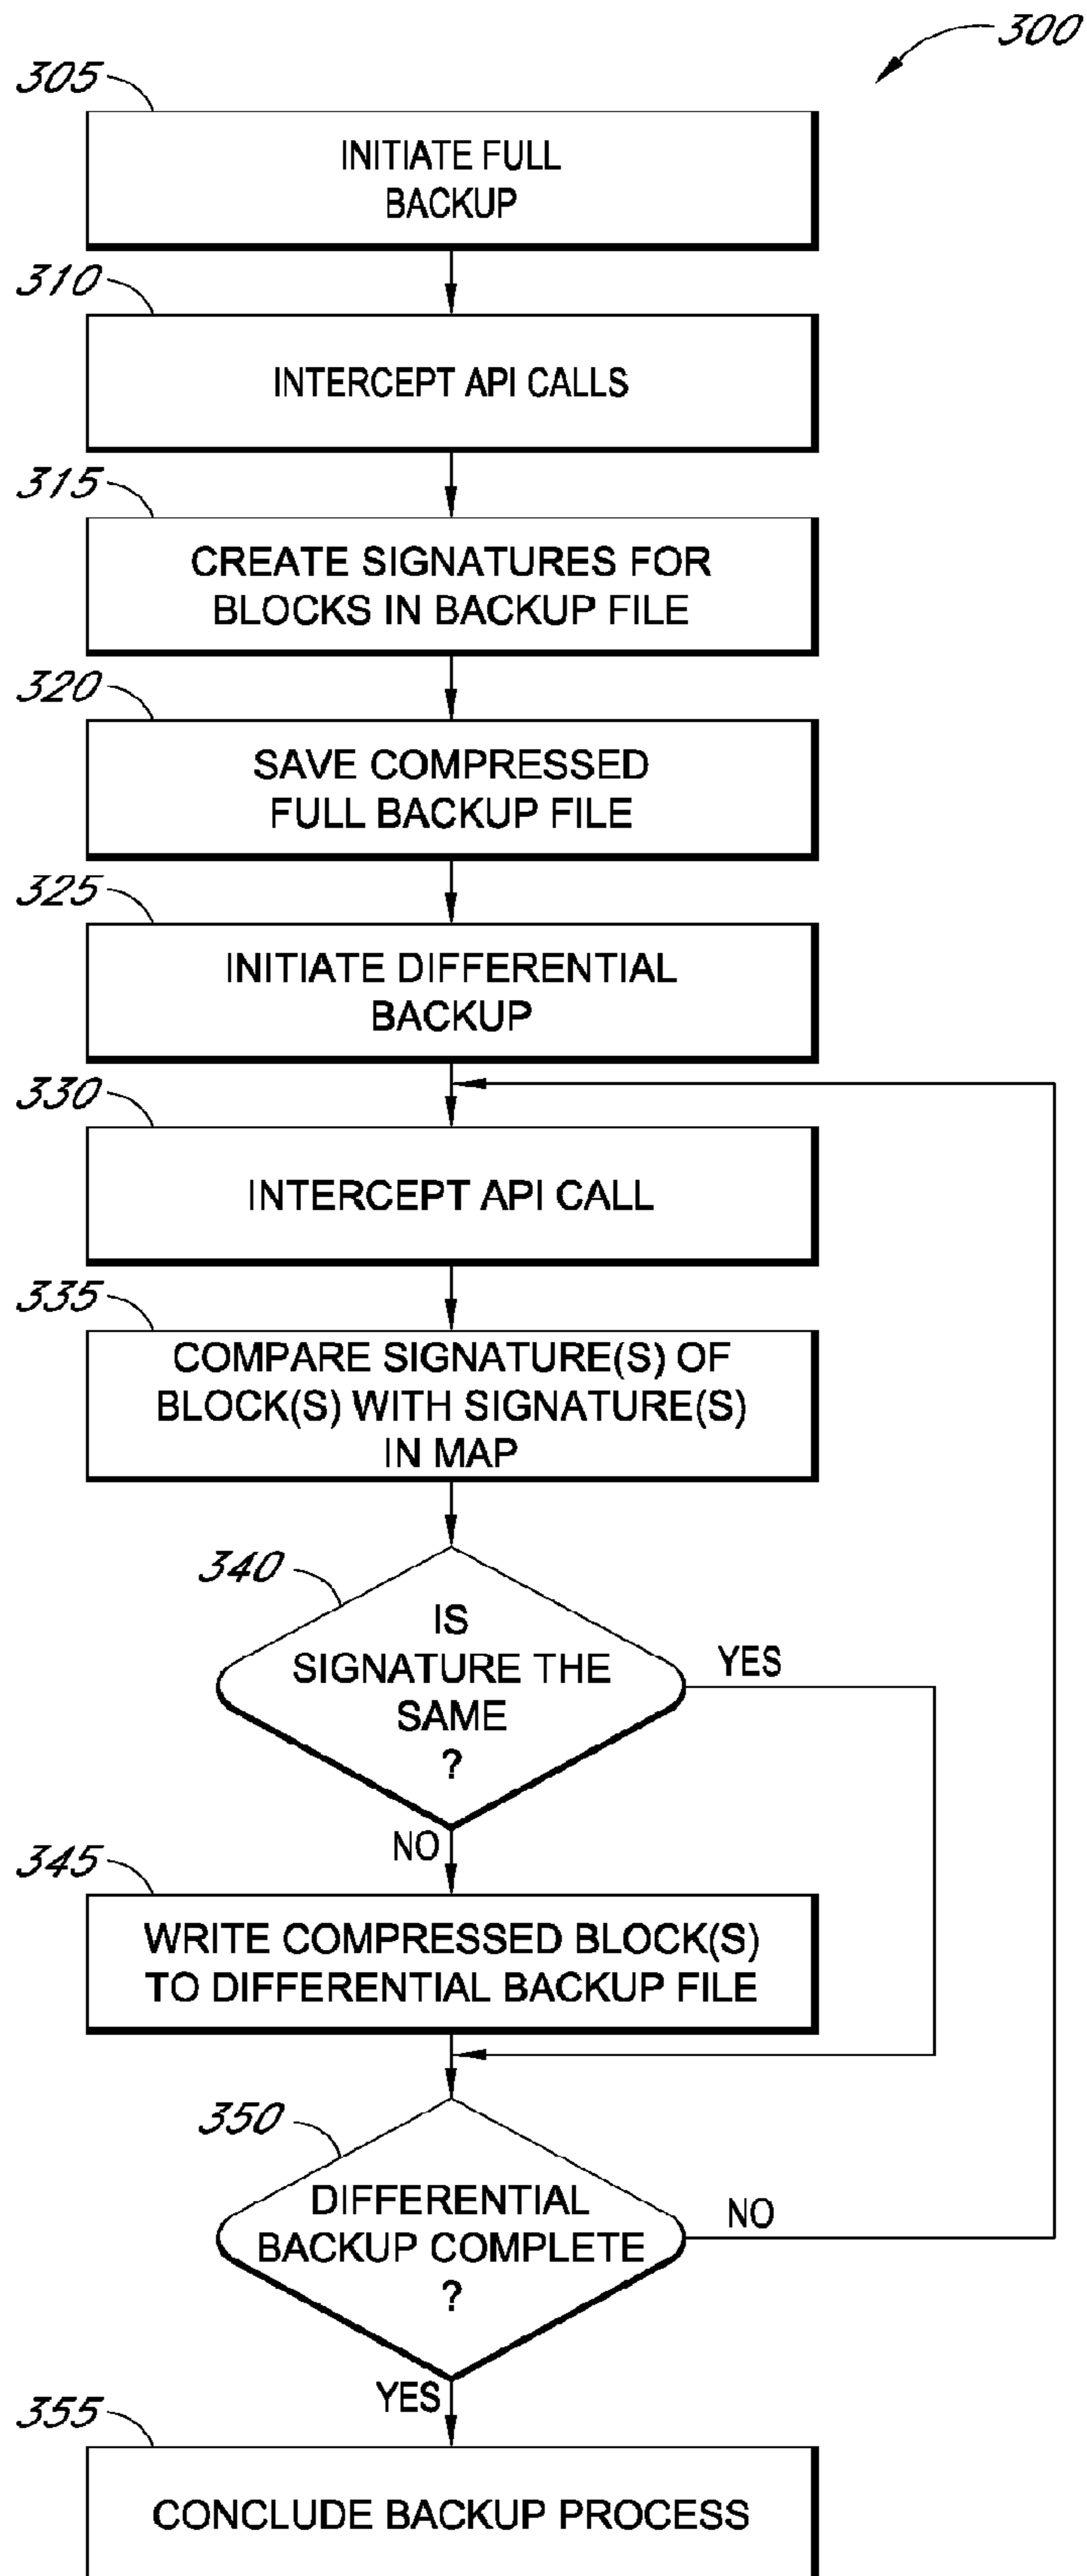 300
305
INITIATE FULL
BACKUP
310
INTERCEPT API CALLS
315
CREATE SIGNATURES FOR
BLOCKS IN BACKUP FILE
320
SAVE COMPRESSED
FULL BACKUP FILE
325
INITIATE DIFFERENTIAL
BACKUP
330
INTERCEPT API CALL
335
COMPARE SIGNATURE(S) OF
BLOCK(S) WITH SIGNATURE(S)
IN MAP
340
IS
SIGNATURE THE
SAME
?
YES
NO
345
WRITE COMPRESSED BLOCK(S)
TO DIFFERENTIAL BACKUP FILE
350
DIFFERENTIAL
BACKUP COMPLETE
?
NO
YES
355
CONCLUDE BACKUP PROCESS